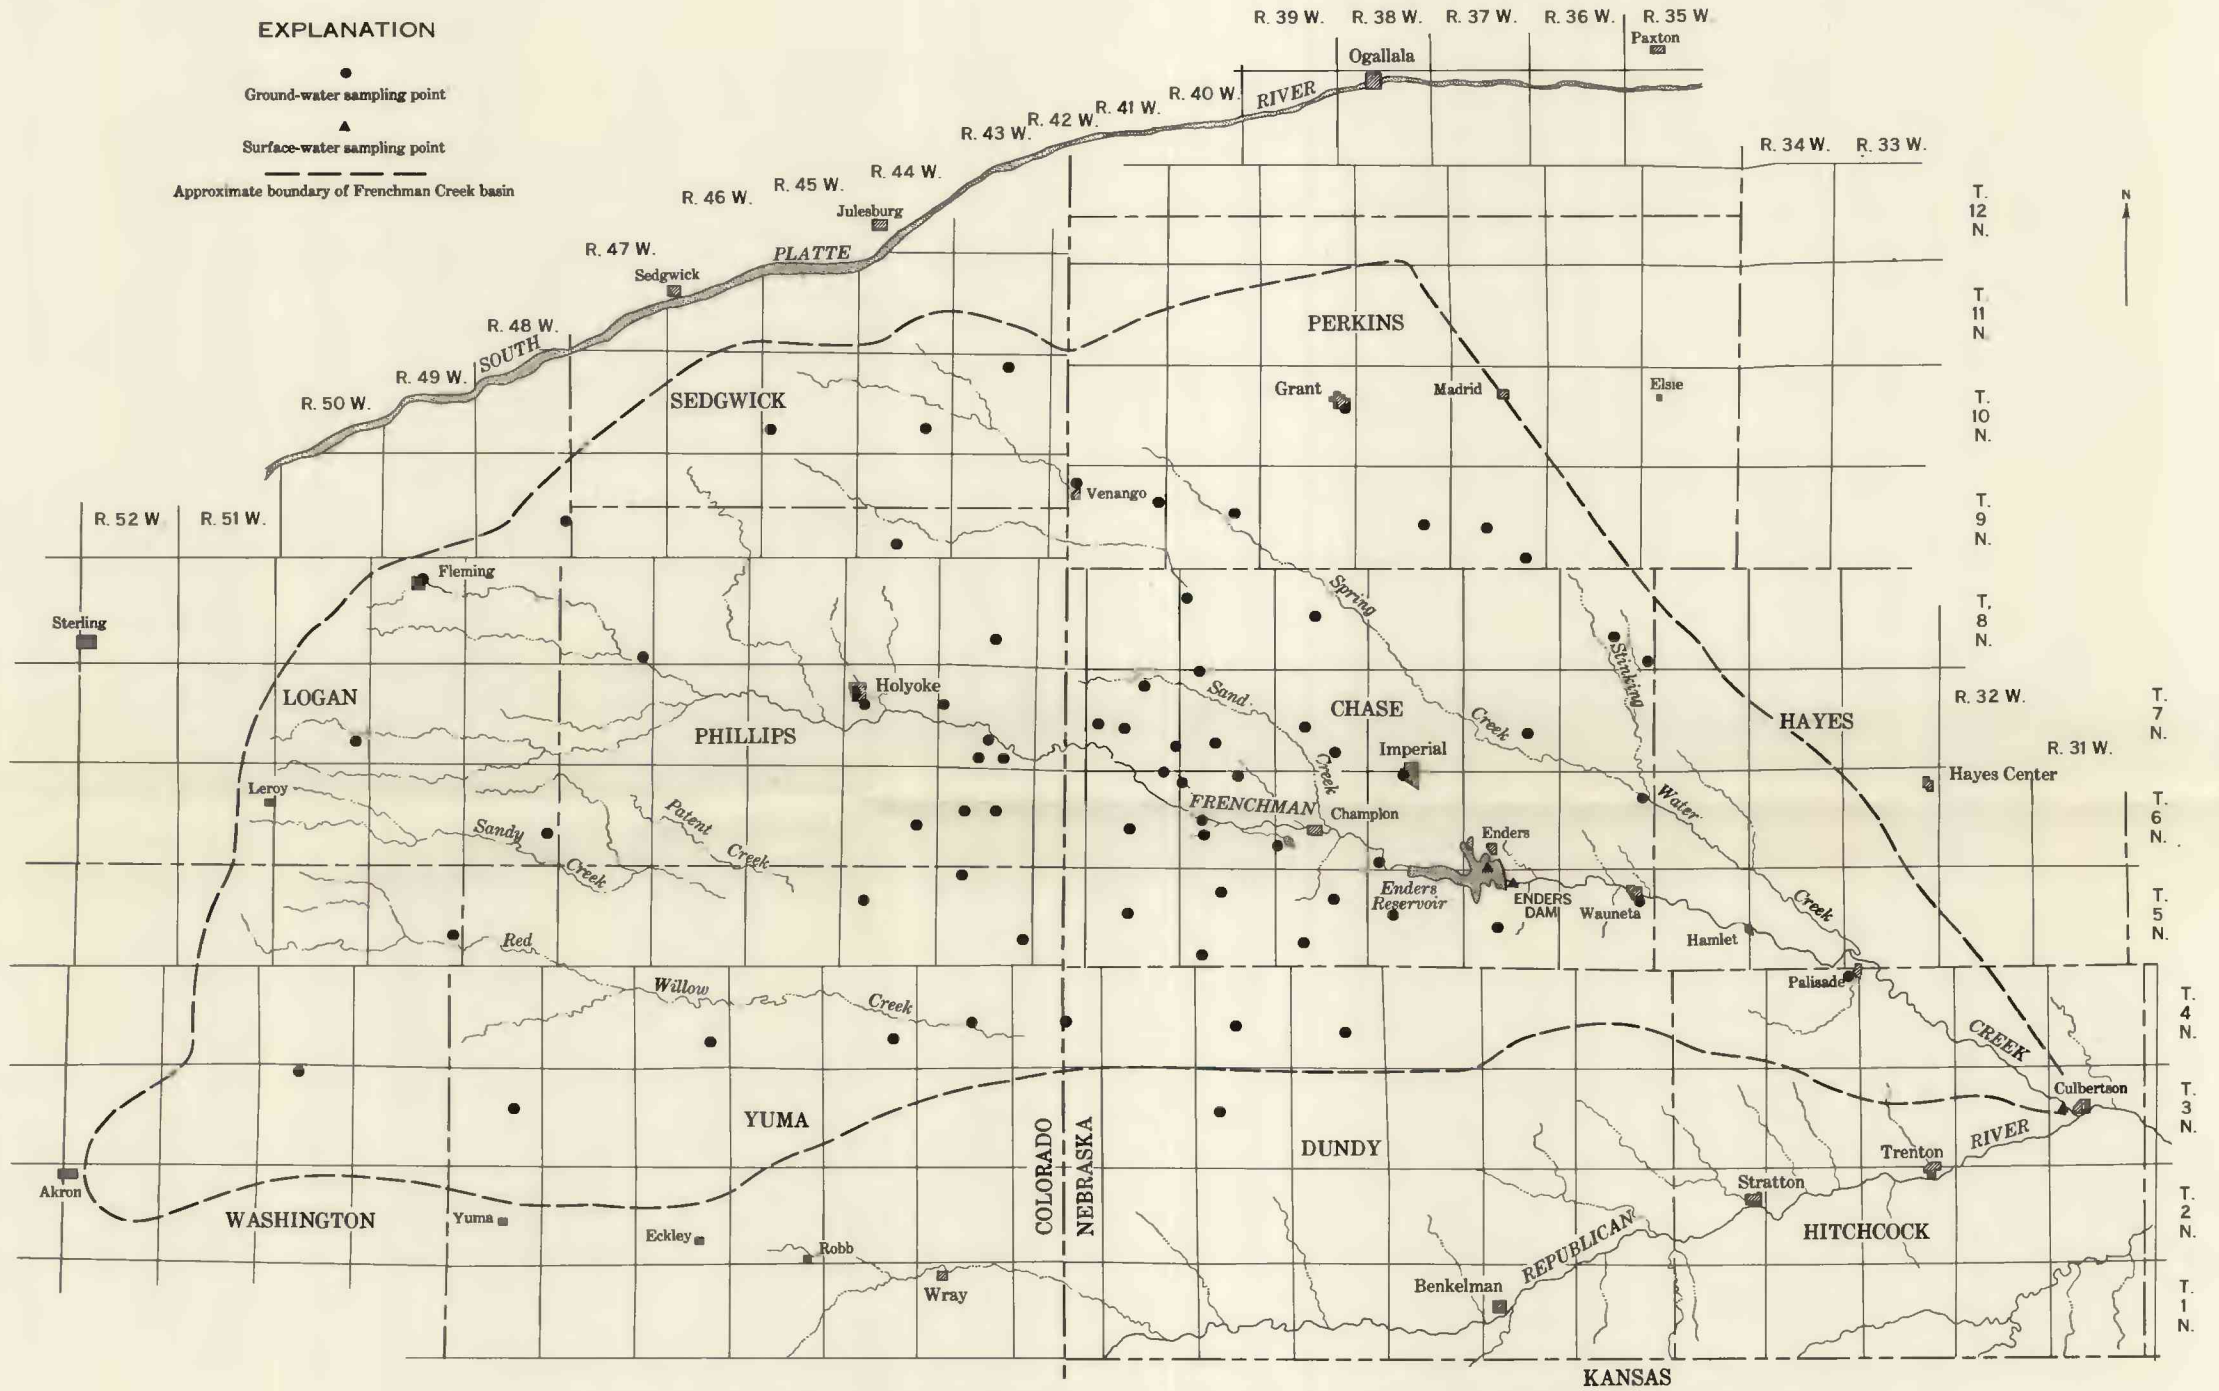 EXPLANATION
Ground-water sampling point
Surface-water sampling point
Approximate boundary of Frenchman Creek basin
R. 39 W.
R. 38 W.
R. 37 W.
R. 36 W.
R. 35 W
Paxton
Ogallala
RIVER
R. 40 W.
R. 41 W.
R. 42 W.
R. 43 W.
R. 44 W.
R. 45 W.
R. 46 W.
R. 47 W.
R. 48 W.
R. 49 W.
R. 50 W.
R. 34 W.
R. 33 W.
Julesburg
PLATTE
Sedgwick
SOUTH
T.
12
N.
N
T.
11
N.
T.
10
N.
T.
9
N.
T.
8
N.
PERKINS
SEDGWICK
Grant
Madrid
Elsie
Venango
R. 52 W
R. 51 W.
Fleming
Sterling
Spring
Stinking
LOGAN
Holyoke
Sand
CHASE
Creek
HAYES
R. 32 W.
T.
7
N.
PHILLIPS
Imperial
Creek
R. 31 W.
Hayes Center
Leroy
Sandy
Creek
Patent
Creek
FRENCHMAN
Champion
Water
T.
6
N.
Enders
Enders
Reservoir
ENDERS
DAM
Wauneta
Creek
T.
5
N.
Hamlet
Red
Willow
Creek
Palisade
T.
4
N.
CREEK
Culbertson
T.
3
N.
YUMA
COLORADO
NEBRASKA
DUNDY
RIVER
Trenton
Akron
Stratton
WASHINGTON
Yuma
Eckley
Robb
Wray
REPUBLICAN
HITCHCOCK
T.
2
N.
Benkelman
T.
1
N.
KANSAS